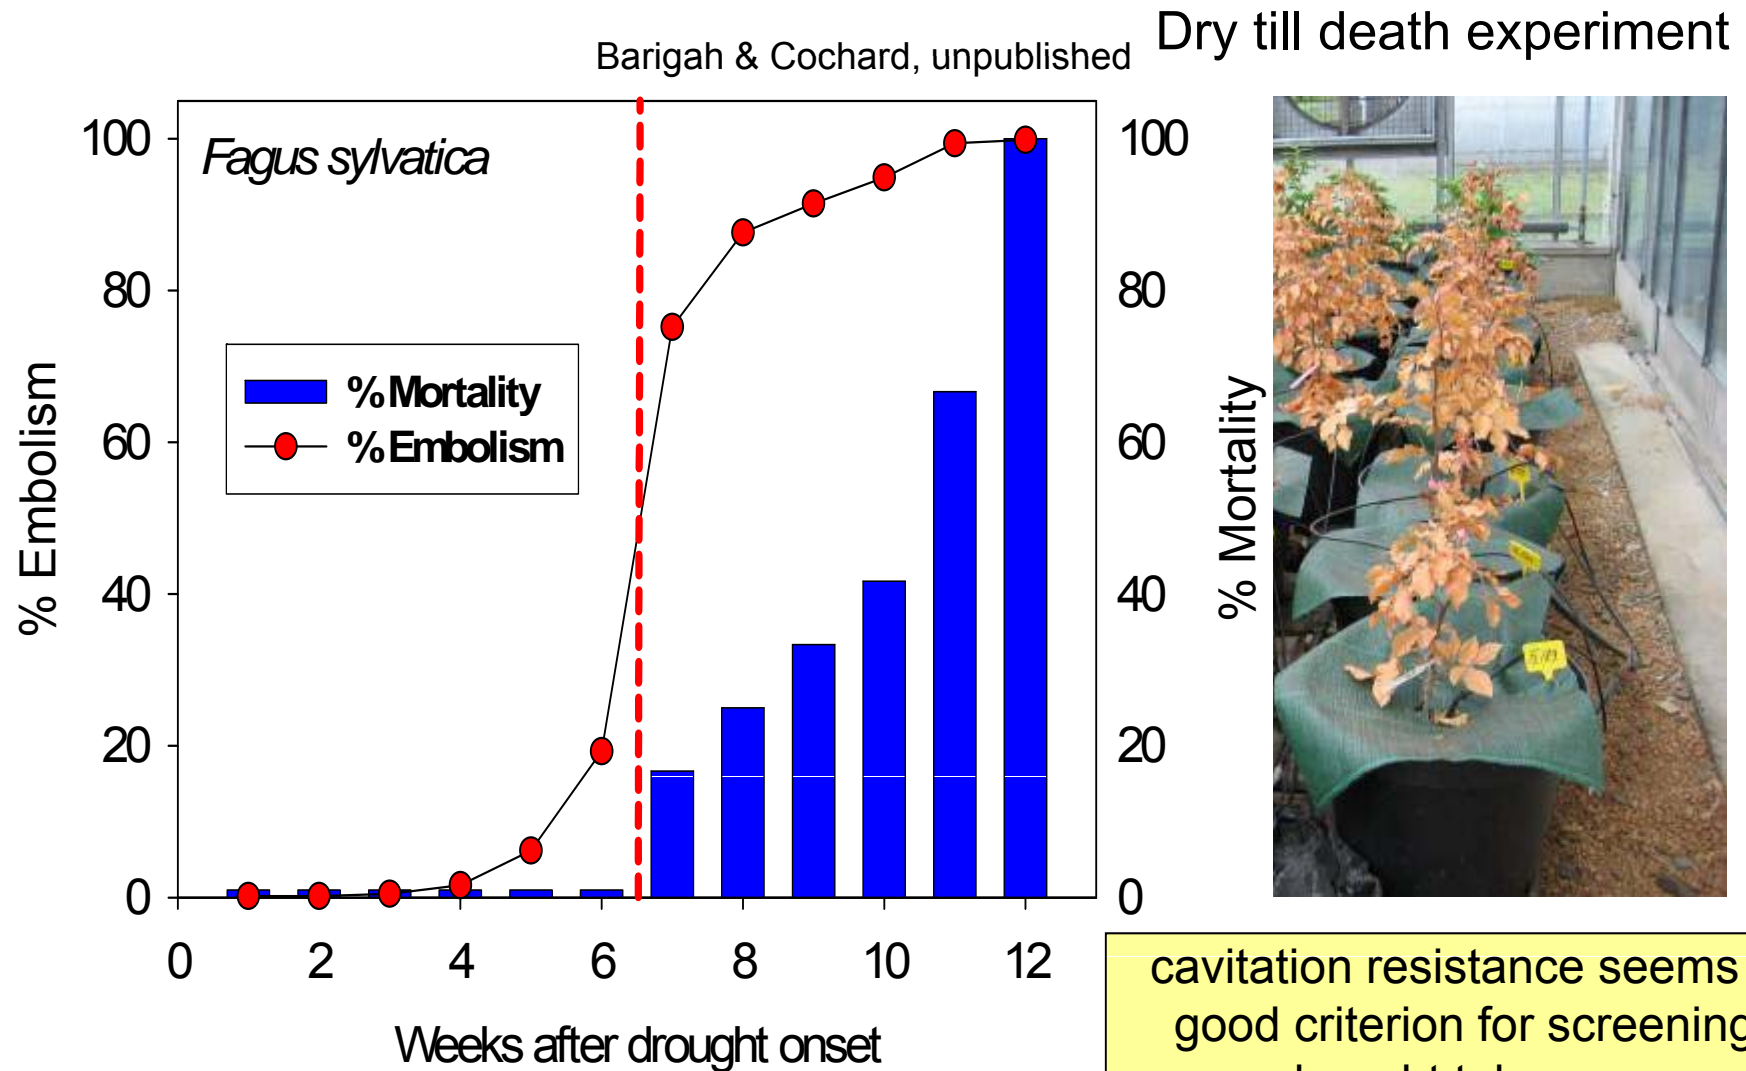 Dry till death experiment
Barigah & Cochard, unpublished
Fagus sylvatica
% Mortality
% Embolism
% Embolism
100
80
60
40
20
0
100
80
60
40
20
0
% Mortality
0 2 4 6 8 10 12
Weeks after drought onset
cavitation resistance seems
good criterion for screening